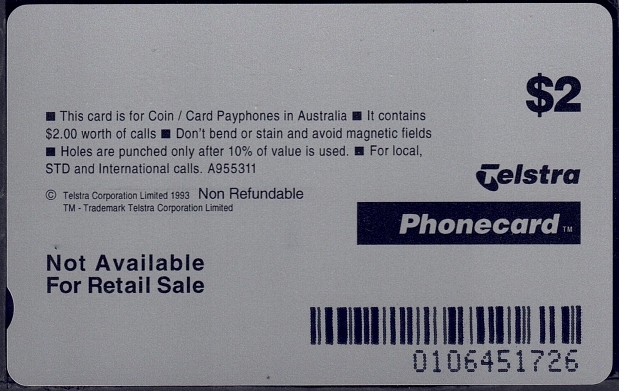 $2
■ This card is for Coin / Card Payphones in Australia ■ It contains
$2.00 worth of calls ■ Don't bend or stain and avoid magnetic fields
■ Holes are punched only after 10% of value is used. ■ For local,
STD and International calls. A955311
© Telstra Corporation Limited 1993 Non Refundable
TM - Trademark Telstra Corporation Limited
Telstra
Phonecard TM
Not Available
For Retail Sale
0106451726